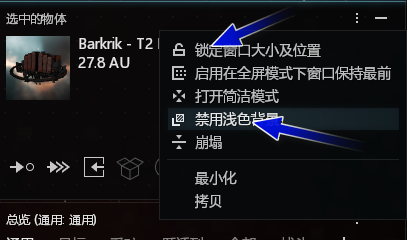 选中的物体
Barkrik - T2
27.8 AU
锁定窗口大小及位置
启用在全屏模式下窗口保持最前
打开简洁模式
禁用浅色背景
崩塌
最小化
拷贝
总览 (通用: 通用)
通用